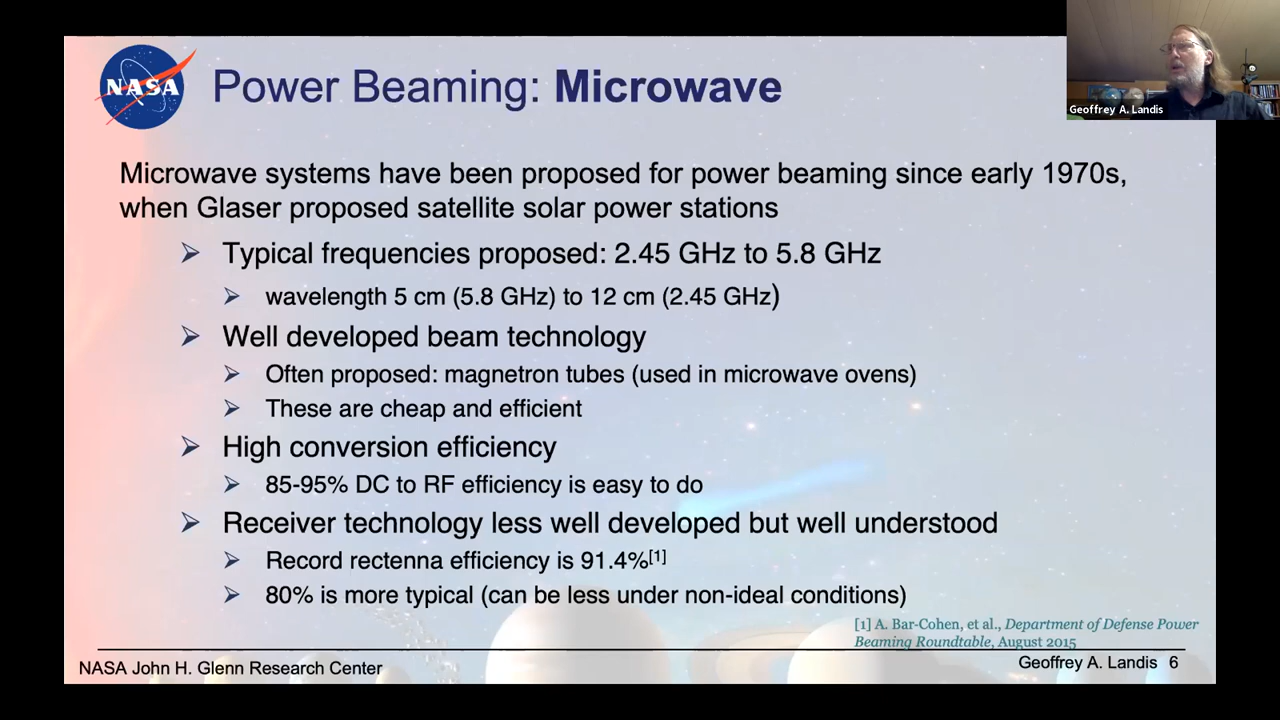 NASA
Power Beaming: Microwave
Geoffrey A. Landis
Microwave systems have been proposed for power beaming since early 1970s,
when Glaser proposed satellite solar power stations
➢ Typical frequencies proposed: 2.45 GHz to 5.8 GHz
➢ wavelength 5 cm (5.8 GHz) to 12 cm (2.45 GHz)
➢ Well developed beam technology
➢ Often proposed: magnetron tubes (used in microwave ovens)
➢ These are cheap and efficient
➢ High conversion efficiency
➢ 85-95% DC to RF efficiency is easy to do
➢ Receiver technology less well developed but well understood
➢ Record rectenna efficiency is 91.4%[1]
➢ 80% is more typical (can be less under non-ideal conditions)
[1] A. Bar-Cohen, et al., Department of Defense Power
Beaming Roundtable, August 2015
NASA John H. Glenn Research Center
Geoffrey A. Landis 6